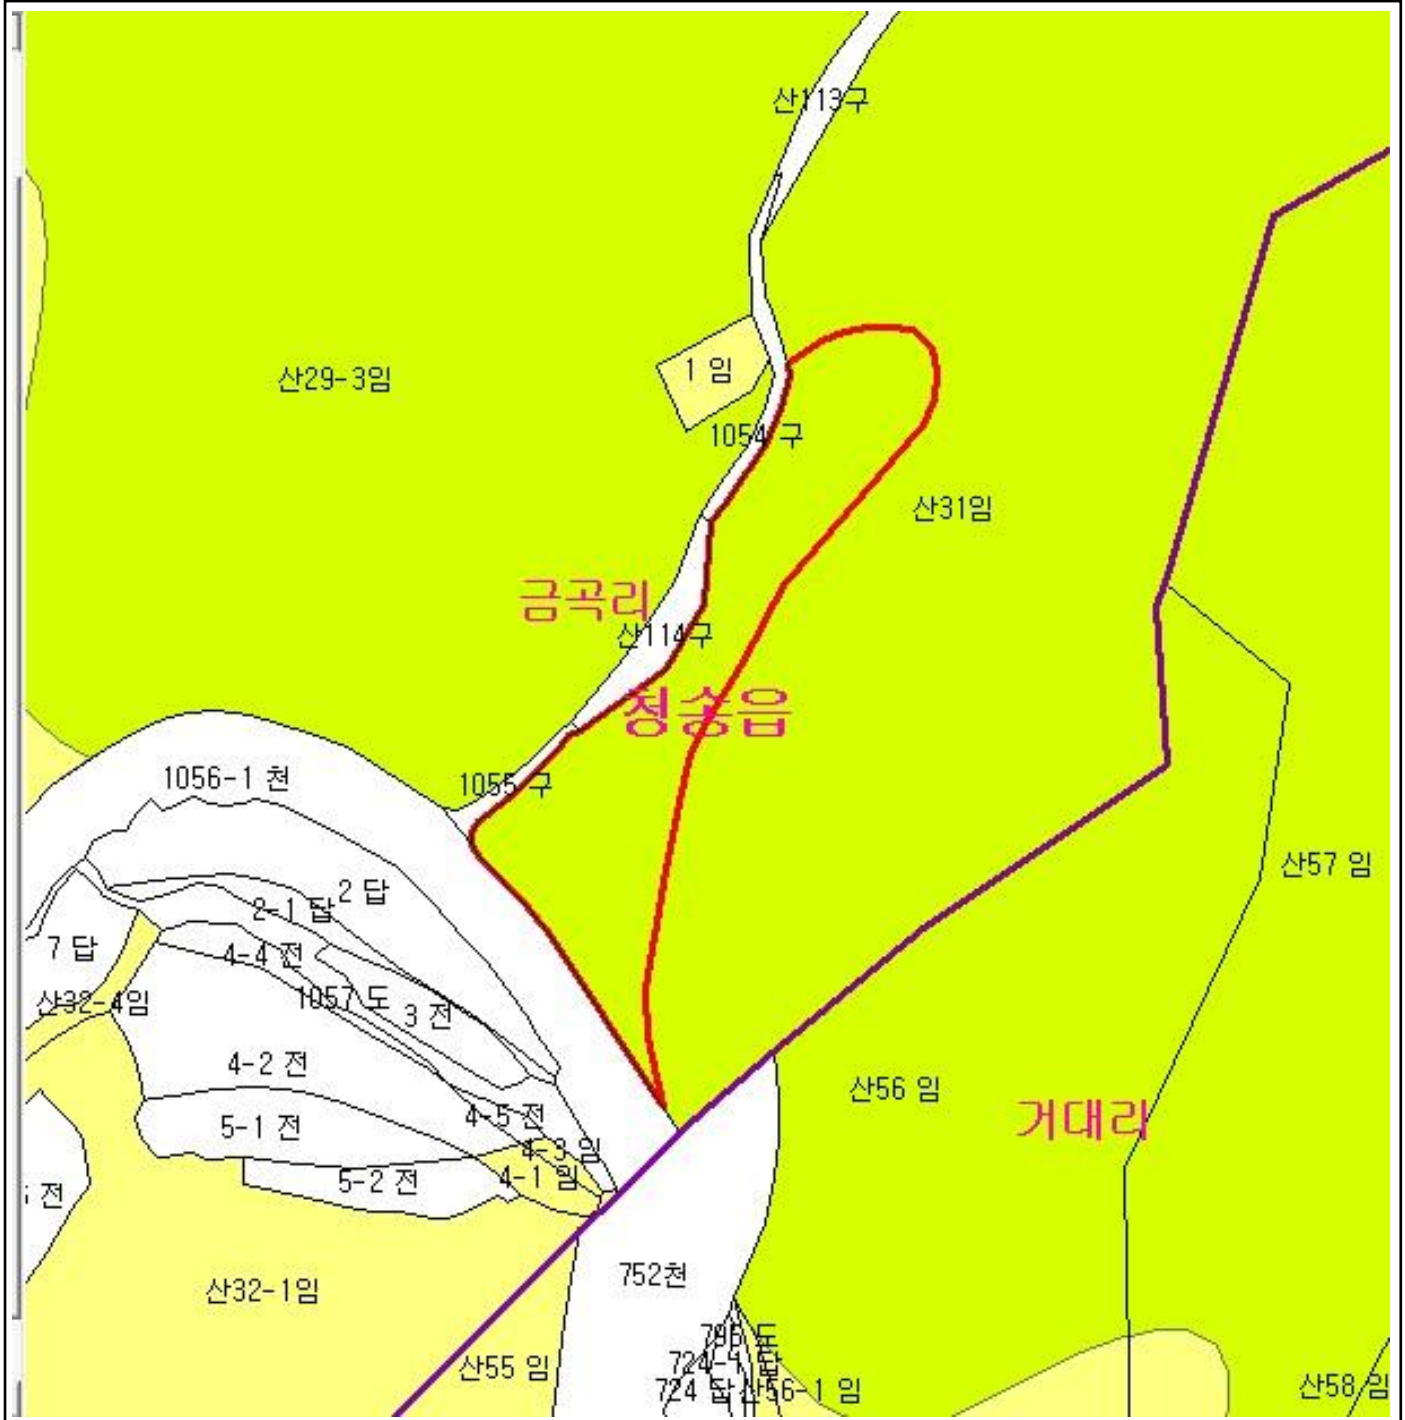 산113구
산29-3임
1 임
1054 구
산31임
금곡리
산114구
청송읍
1056-1 천
1055 구
산57 임
2 답
2-1 답
7 답
4-4 전
산32-4임
1057 도
3 전
4-2 전
산56 임
거대리
4-5 전
5-1 전
4-3 임
4-1 임
5-2 전
전
752천
산32-1임
산55 임
724-1 답
724 답
산56-1 임
산58 임